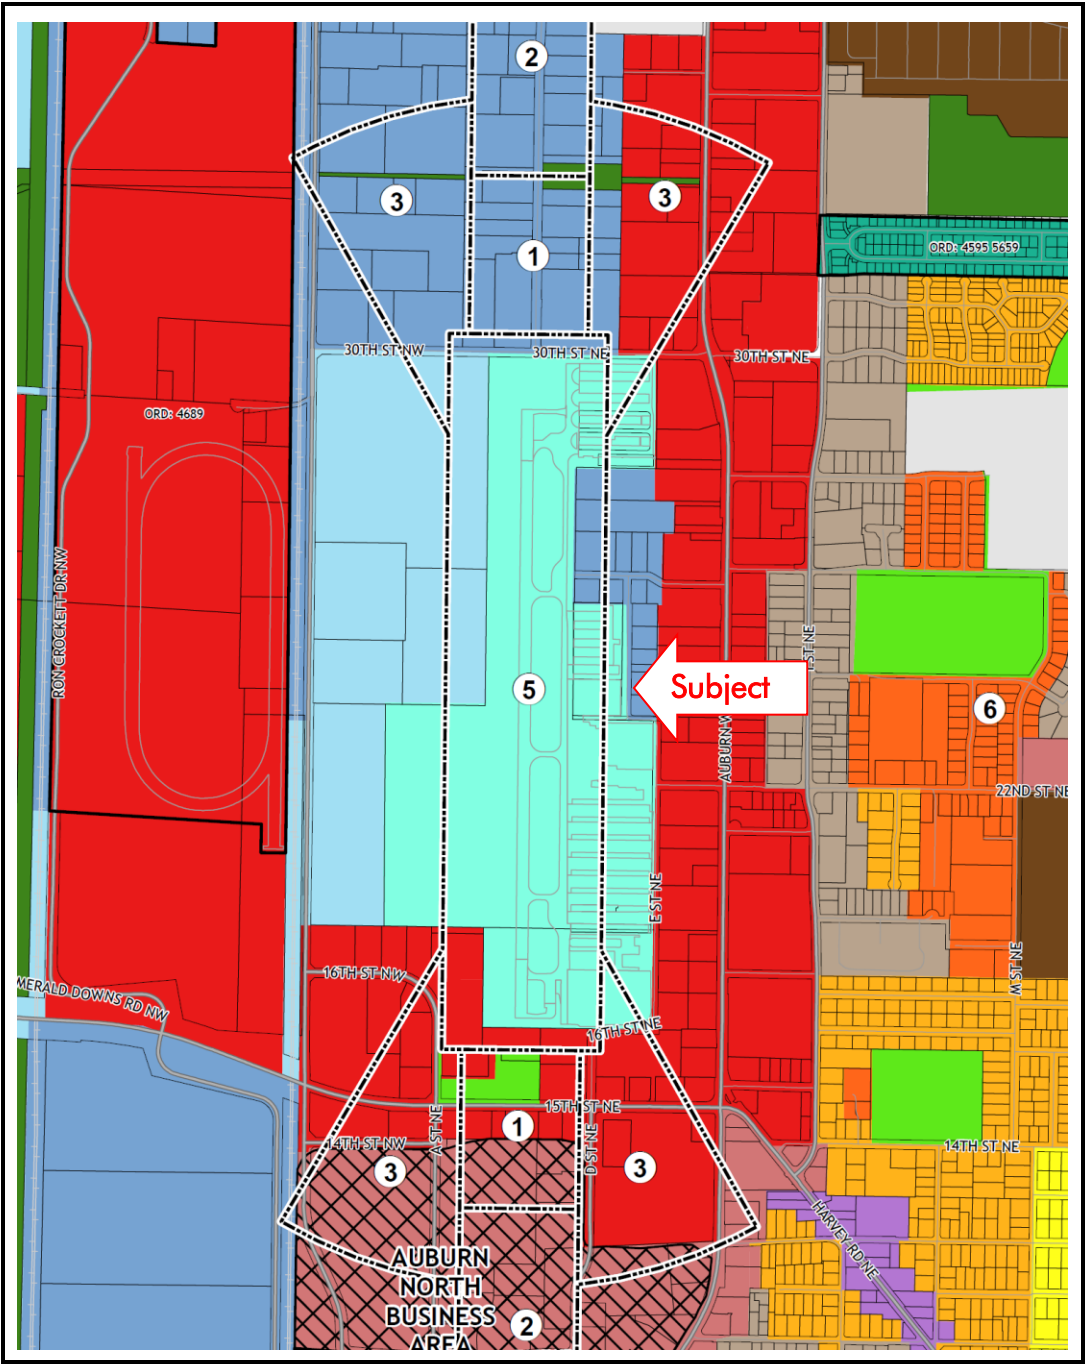 2
3
3
1
ORD: 4595 5659
30TH ST NW
30TH ST NE
30TH ST NE
ORD: 4689
RON CROCKETT DR NW
I ST NE
5
Subject
6
AUBURN W
22ND ST NE
E ST NE
M ST NE
16TH ST NW
EMERALD DOWNS RD NW
16TH ST NE
15TH ST NE
A ST NE
1
D ST NE
14TH ST NW
14TH ST NE
3
3
HARVEY RD NE
AUBURN
NORTH
BUSINESS
AREA
2